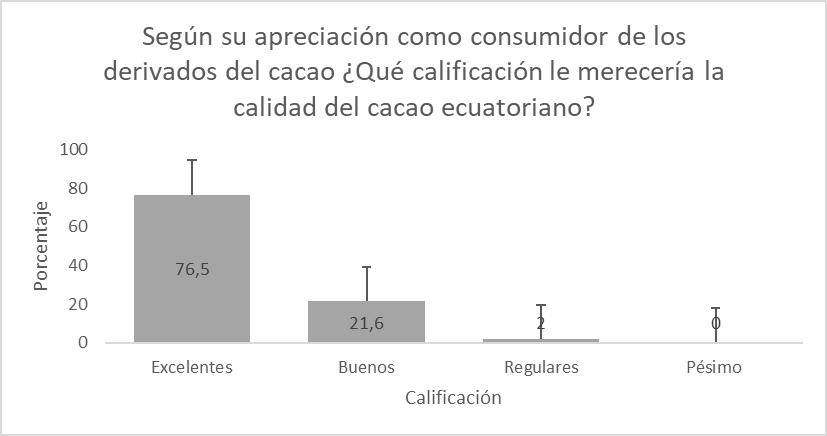 Según su apreciación como consumidor de los
derivados del cacao ¿Qué calificación le merecería la
calidad del cacao ecuatoriano?
100
80
60
40
20
0
Porcentaje
76,5
21,6
2
0
Excelentes
Buenos
Regulares
Pésimo
Calificación